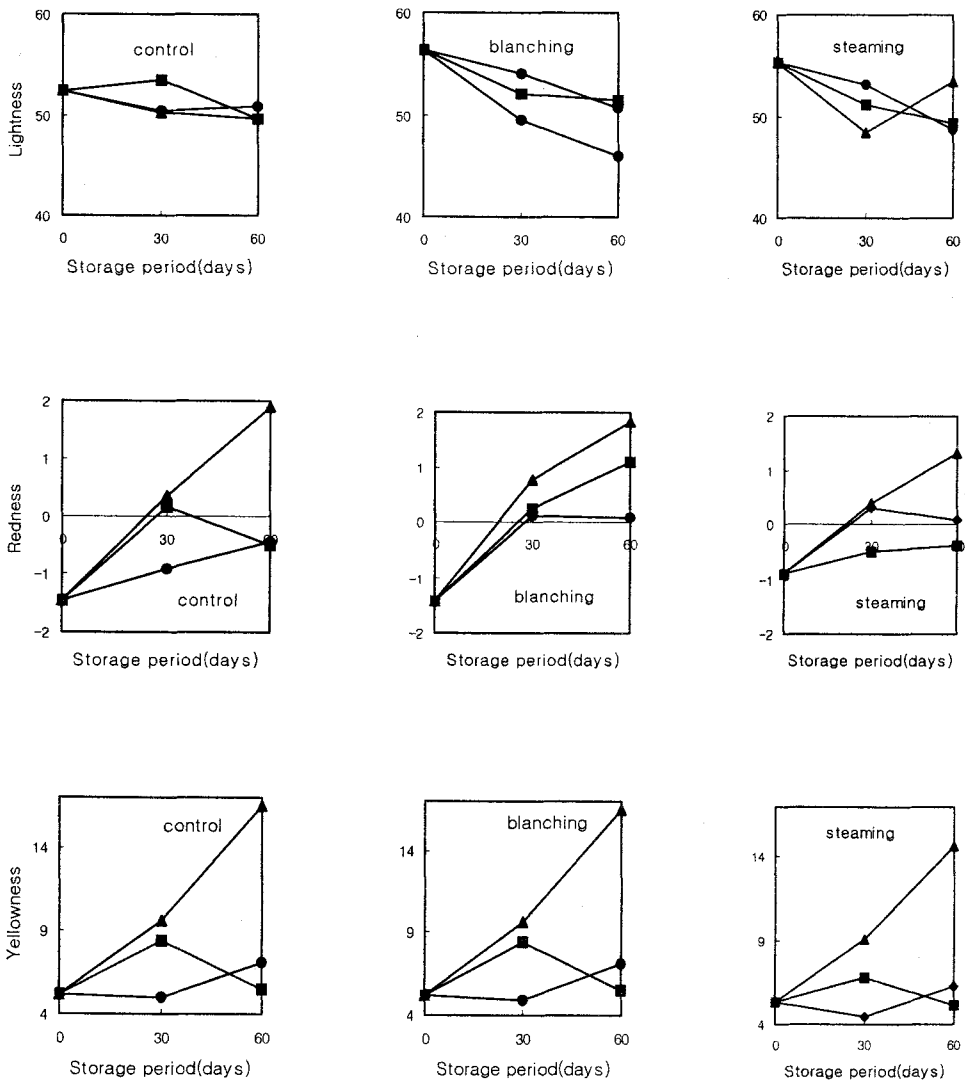 60
control
50
Lightness
40
0 30 60
Storage period(days)
60
blanching
50
40
0 30 60
Storage period(days)
60
steaming
50
40
0 30 60
Storage period(days)
2
1
0
Redness
30
-1
control
-2
Storage period(days)
2
1
0
0 30 60
-1
blanching
-2
Storage period(days)
2
1
0
-1
steaming
-2
Storage period(days)
control
14
9
Yellowness
4
0 30 60
Storage period(days)
blanching
14
9
4
0 30 60
Storage period(days)
steaming
14
9
4
0 30 60
Storage period(days)